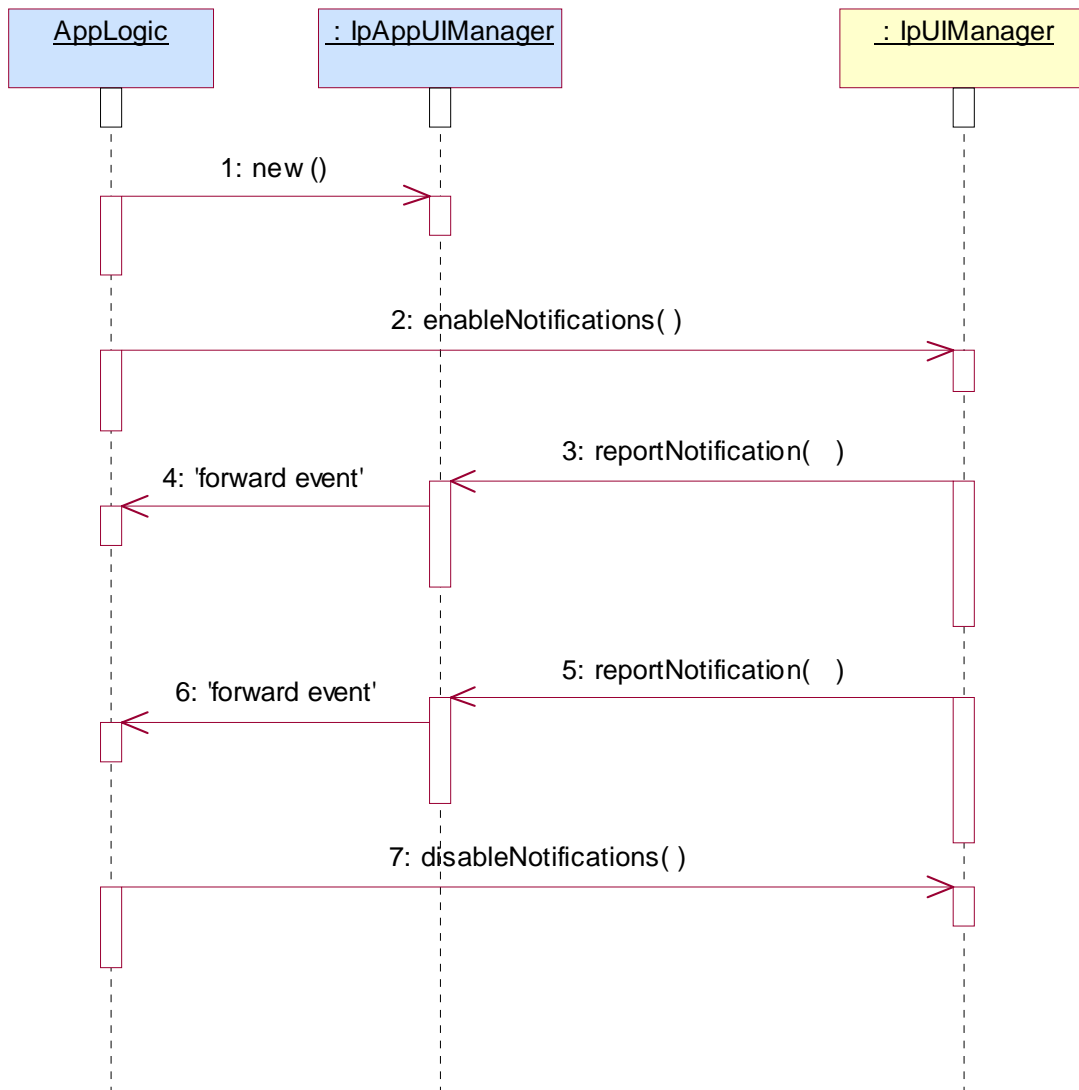 AppLogic
: IpAppUIManager
: IpUIManager
1: new ()
2: enableNotifications( )
3: reportNotification(   )
4: 'forward event'
5: reportNotification(   )
6: 'forward event'
7: disableNotifications( )